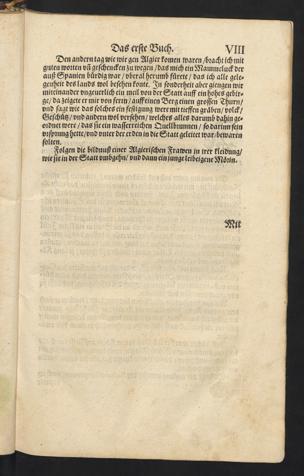 Das erste Buch. VIII
Den andern tag wie wir gen Algier komen waren / bracht ich mit
guten worten vñ geschencken zu wegen / das mich ein Mammeluck der
auß Spanien bürdig war / vberal herumb fürete / das ich alle gele-
genheit des lands wol besehen konte. In sonderheit aber giengen wir
miteinander vngeuerlich ein meil von der Statt auff ein hohes gebir-
ge / da zeigete er mir von fern / auff einem Berg einen grossen Thurn /
vnd sagt wie das solches ein festigung were mit tieffen gräben / volck /
Geschütz / vnd anderm wol versehen / welches alles darumb dahin ge-
ordnet were / das sie ein wasserreichen Quellbrunnen / so darinn sein
vrsprung hette / vnd vnter der erden in die Statt geleitet war / bewaren
solten.
Folgen die bildnuß einer Algierischen Frawen in irer kleidung /
wie sie in der Statt vmbgehn / vnd dann ein junge leibeigene Mörin.
Mit